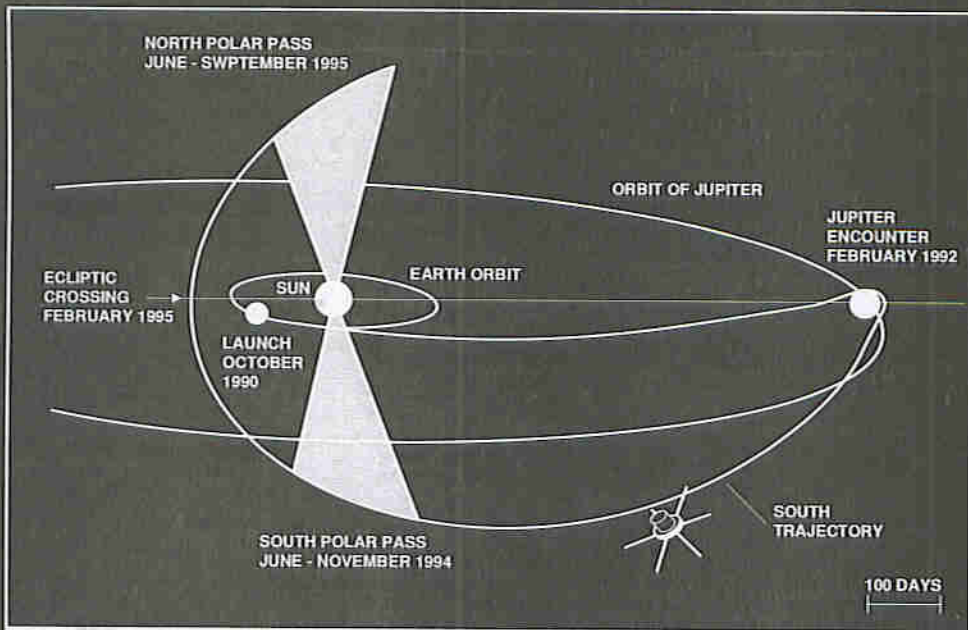 NORTH POLAR PASS
JUNE - SWPTEMBER 1995
ORBIT OF JUPITER
JUPITER
ENCOUNTER
FEBRUARY 1992
ECLIPTIC
CROSSING
FEBRUARY 1995
SUN
EARTH ORBIT
LAUNCH
OCTOBER
1990
SOUTH POLAR PASS
JUNE - NOVEMBER 1994
SOUTH
TRAJECTORY
100 DAYS